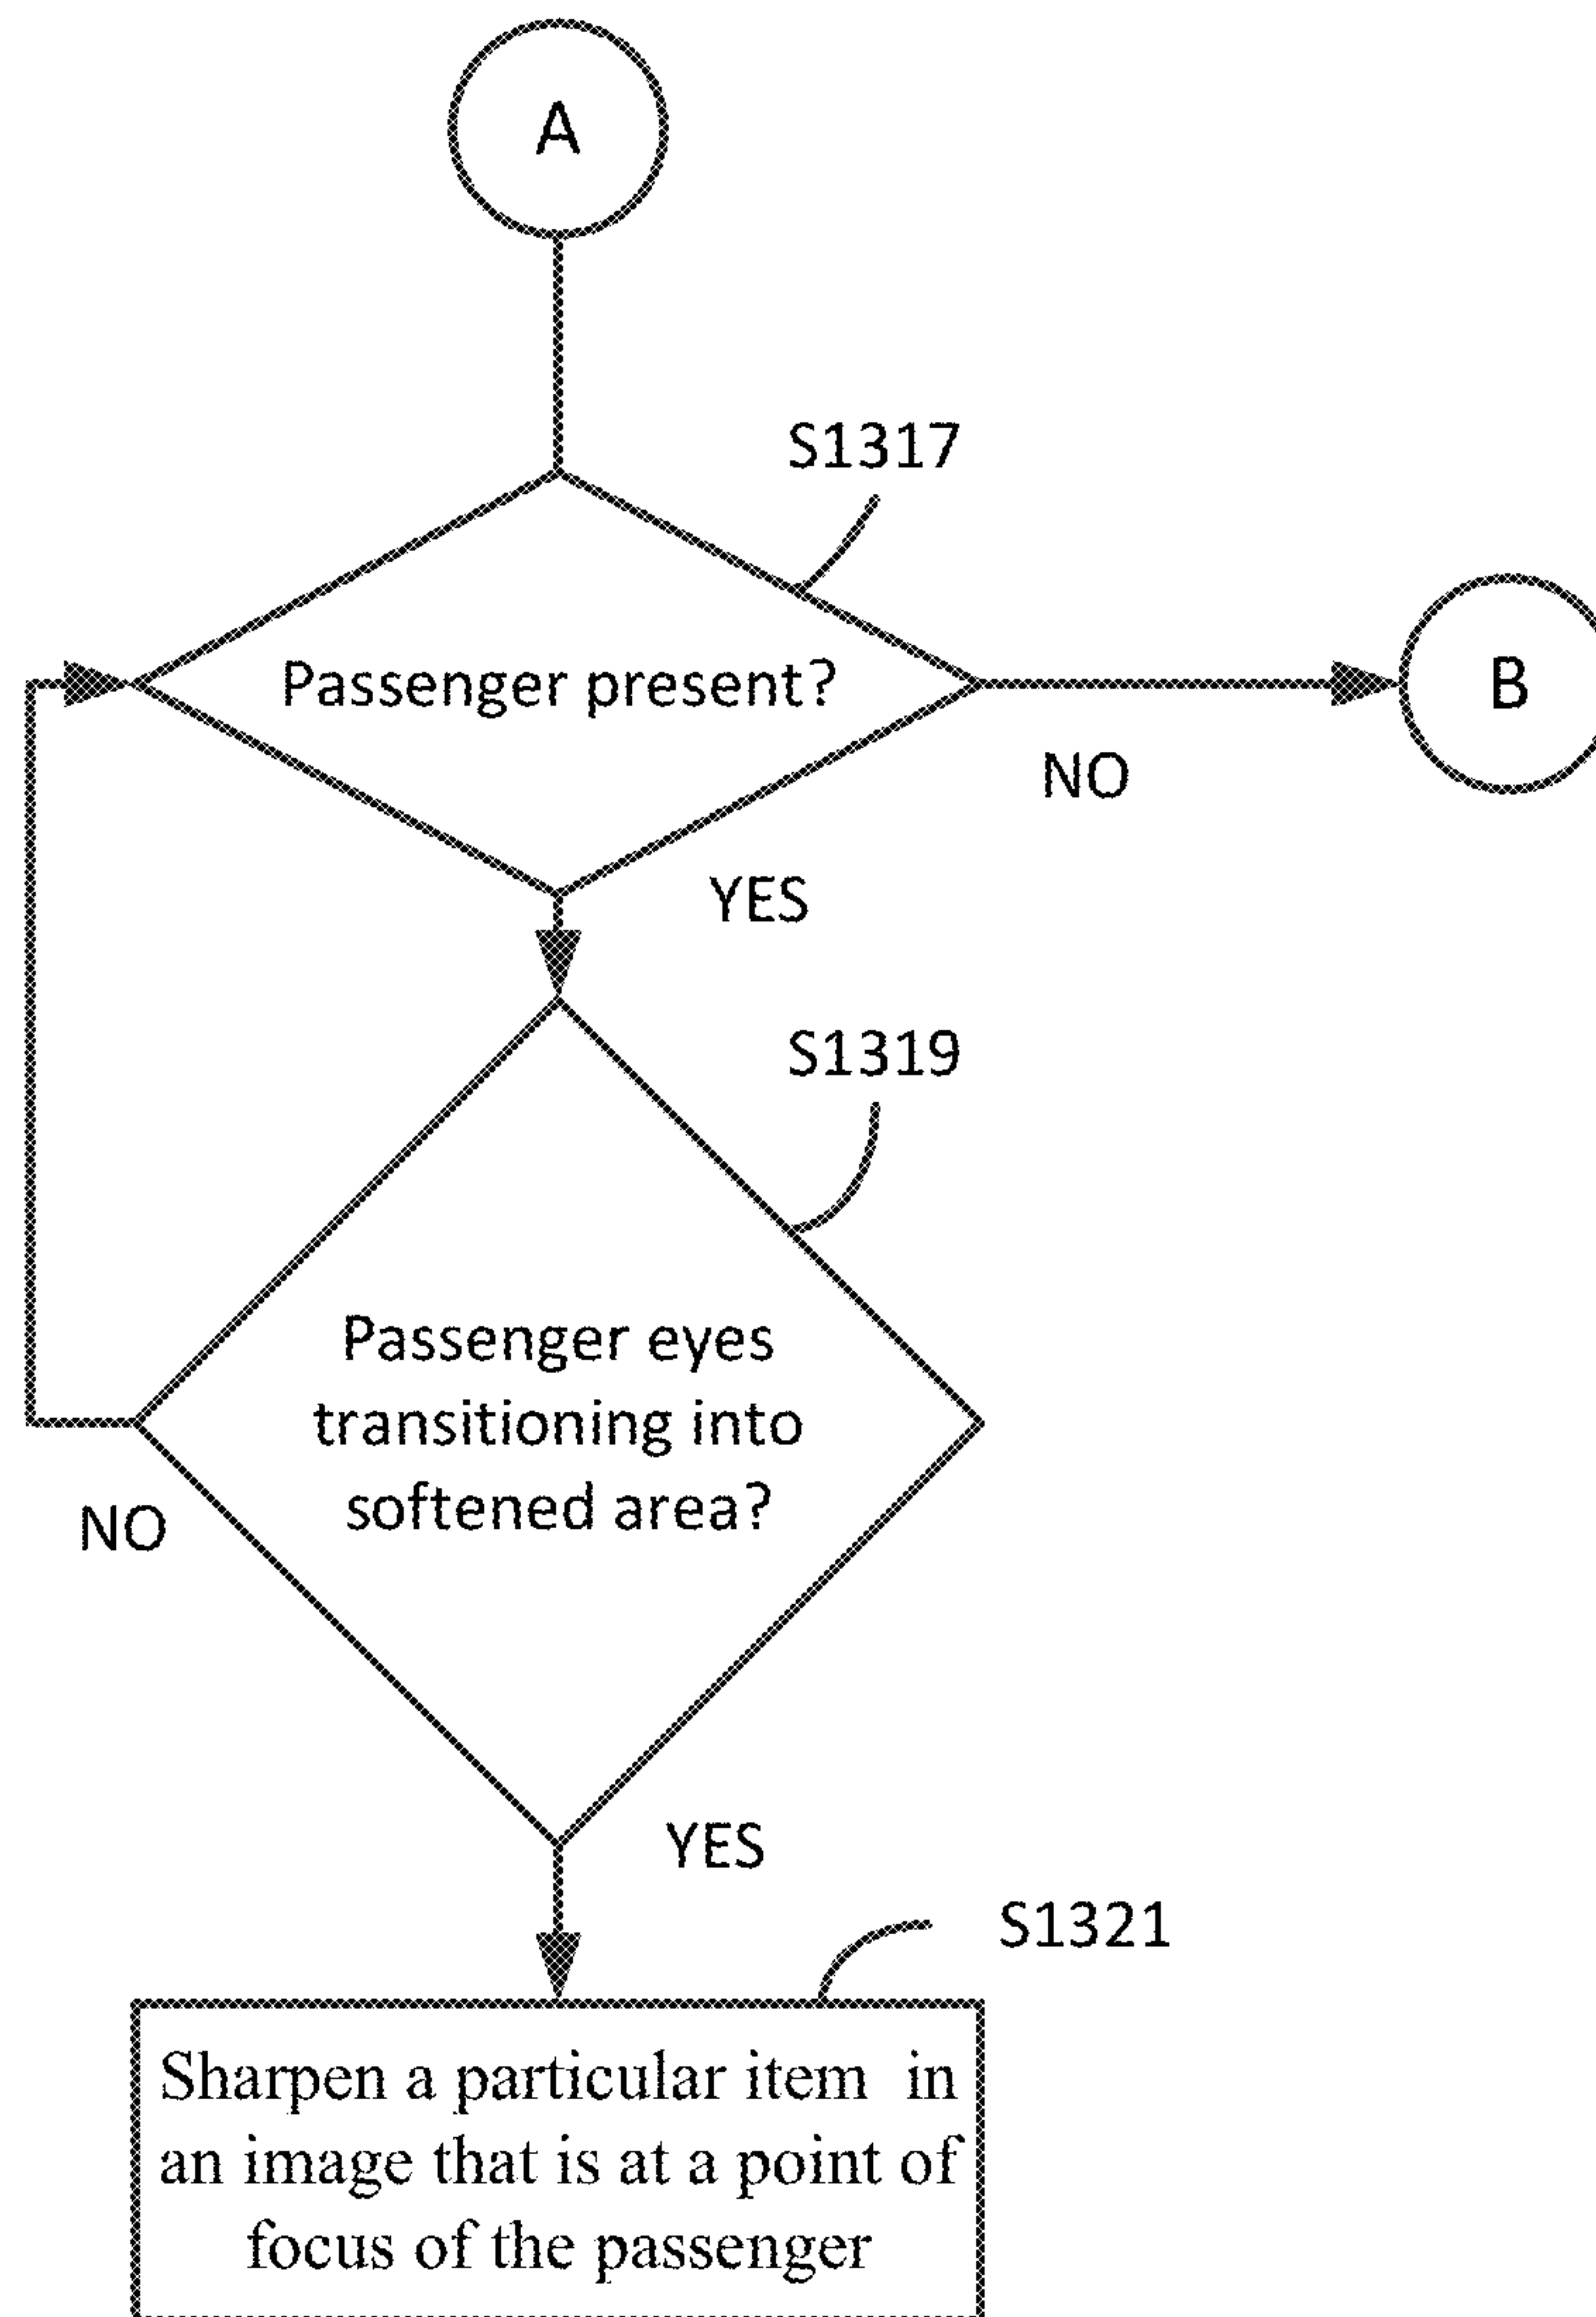 A
S1317
Passenger present?
B
NO
YES
S1319
Passenger eyes
transitioning into
softened area?
NO
YES
S1321
Sharpen a particular item in
an image that is at a point of
focus of the passenger